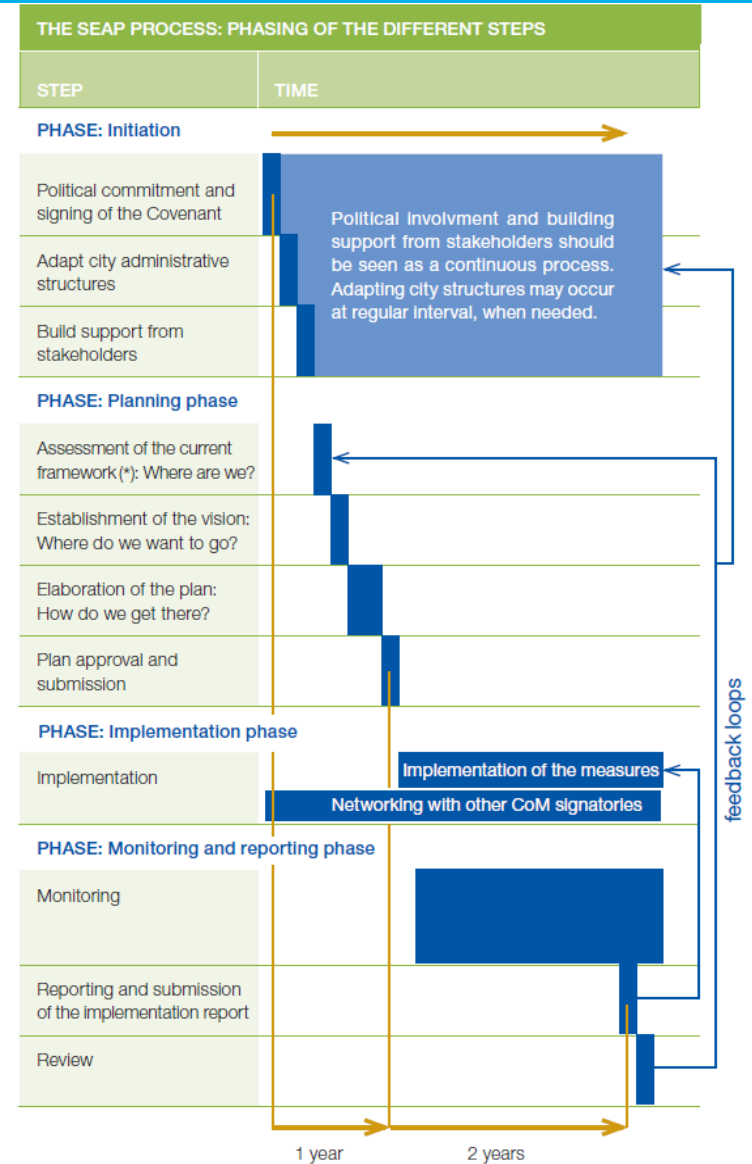 THE SEAP PROCESS: PHASING OF THE DIFFERENT STEPS
STEP
TIME
PHASE: Initiation
Political commitment and
signing of the Covenant
Adapt city administrative
structures
Build support from
stakeholders
Political Involvment and building
support from stakeholders should
be seen as a continuous process.
Adapting city structures may occur
at regular interval, when needed.
PHASE: Planning phase
Assessment of the current
framework (*): Where are we?
Establishment of the vision:
Where do we want to go?
Elaboration of the plan:
How do we get there?
Plan approval and
submission
PHASE: Implementation phase
Implementation
Implementation of the measures
Networking with other CoM signatories
PHASE: Monitoring and reporting phase
Monitoring
Reporting and submission
of the implementation report
Review
feedback loops
1 year
2 years